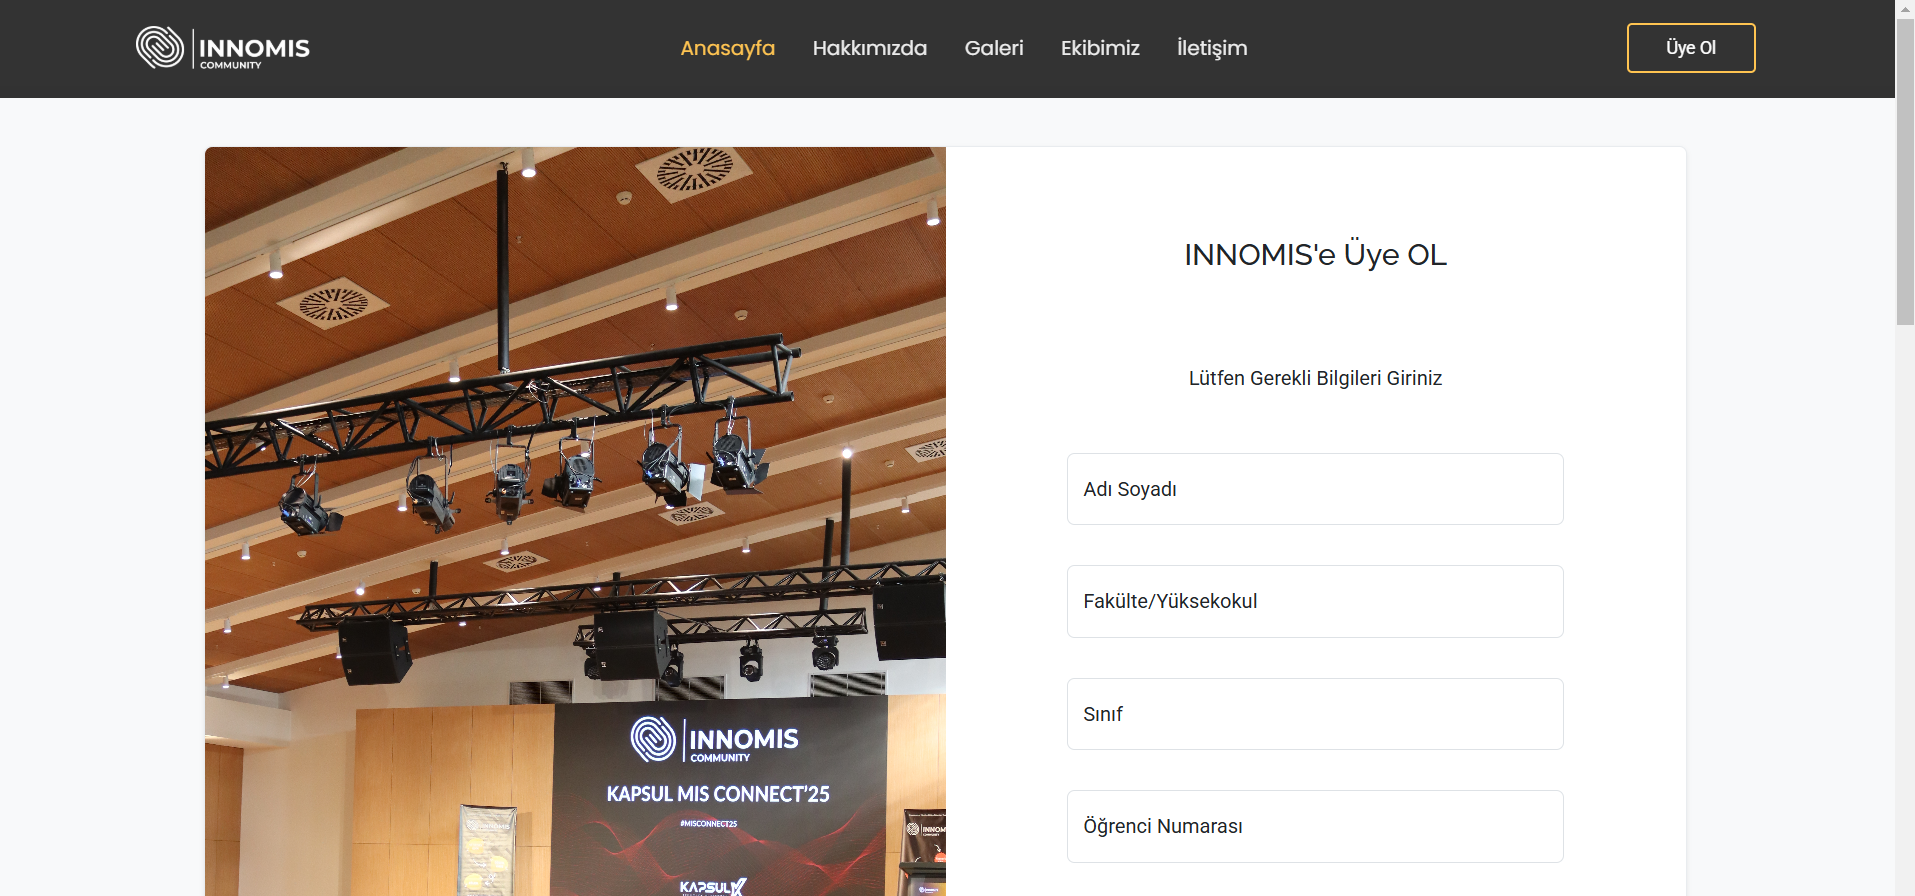 INNOMIS
COMMUNITY
Anasayfa
Hakkımızda
Galeri
Ekibimiz
İletişim
Üye Ol
INNOMIS'e Üye OL
Lütfen Gerekli Bilgileri Giriniz
Adı Soyadı
Fakülte/Yüksekokul
Sınıf
Öğrenci Numarası
INNOMIS
COMMUNITY
KAPSUL MIS CONNECT'25
#MISCONNECT25
KAPSUL